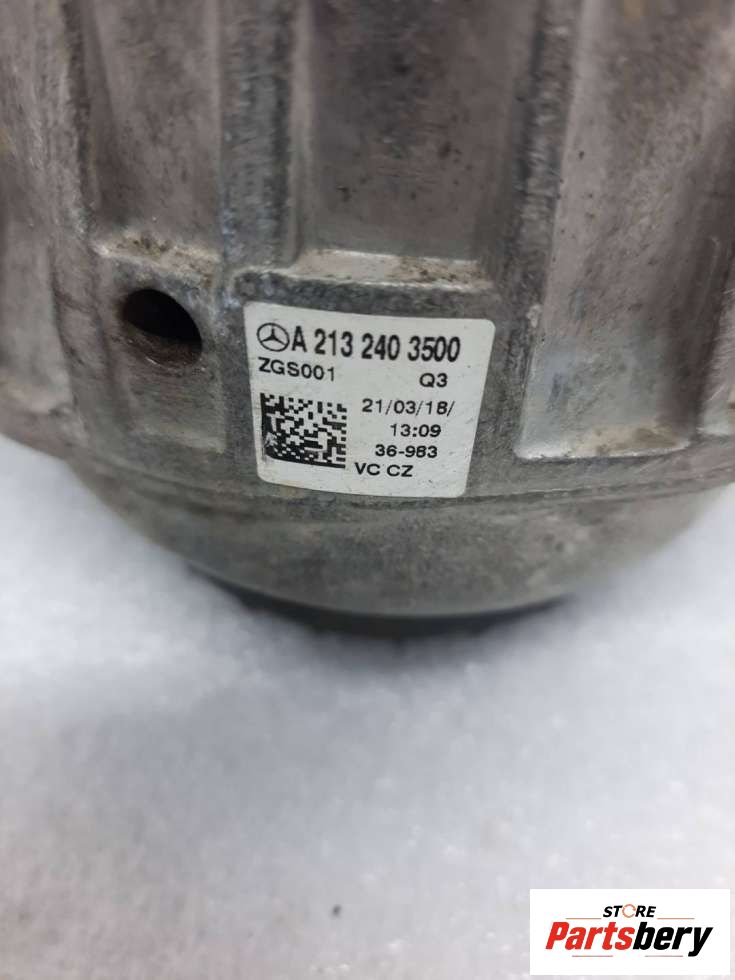 A 213 240 3500
ZGS001 Q3
21/03/18/
13:09
36-983
VC CZ
STORE
Partsbery